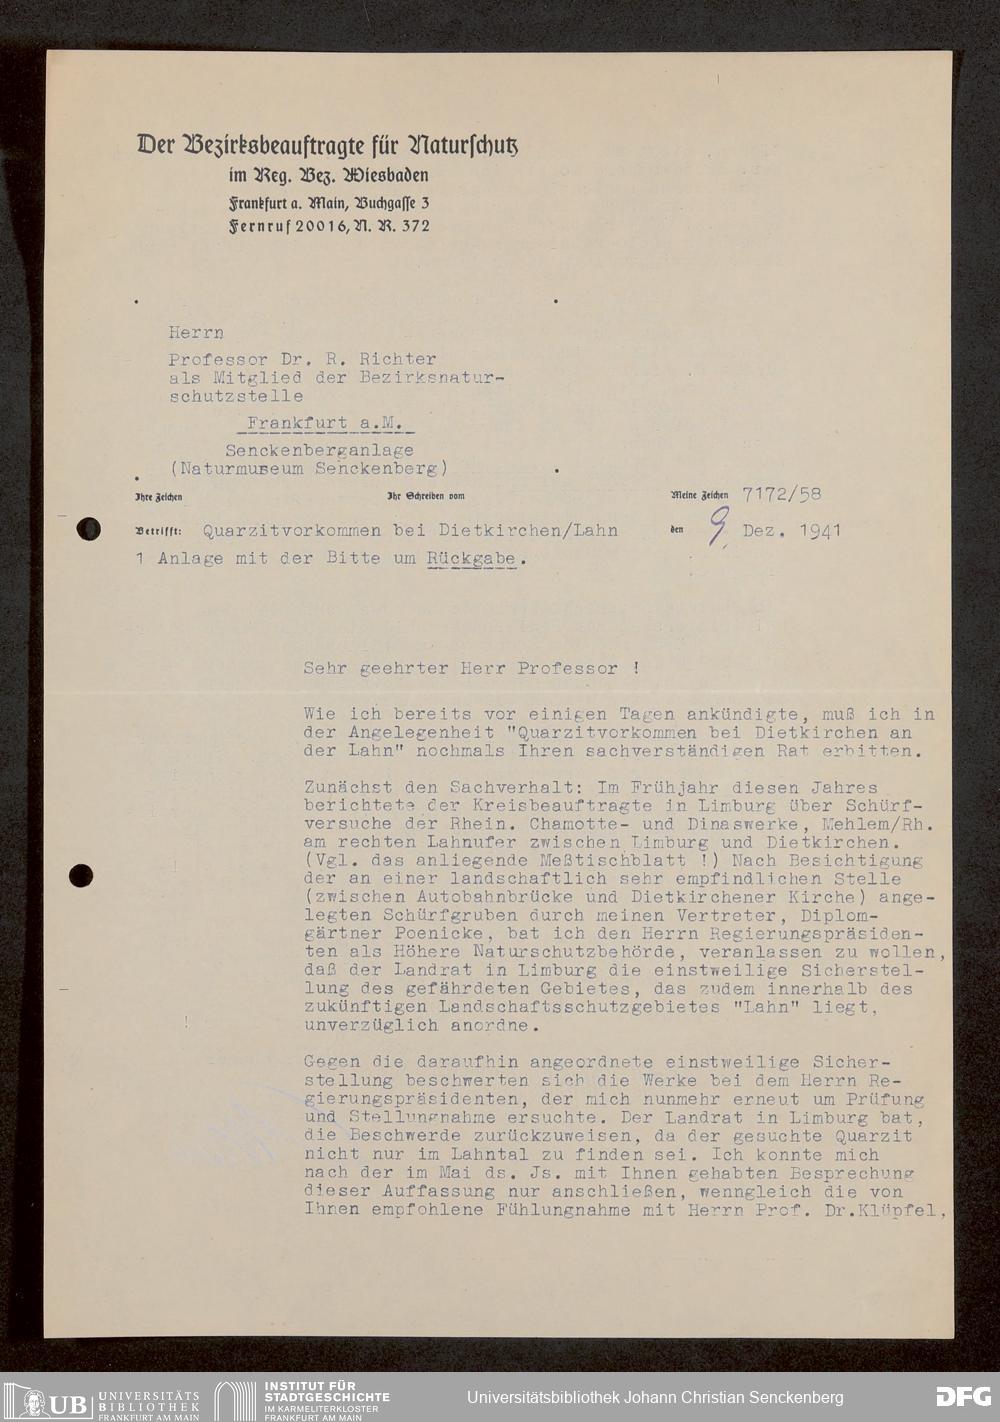 Der Bezirksbeauftragte für Naturschutz
im Reg. Bez. Wiesbaden
Frankfurt a. Main, Buchgasse 3
Fernruf 20016, N. R. 372
Herrn
Professor Dr. R. Richter
als Mitglied der Bezirksnatur-
schutzstelle
Frankfurt a.M.
Senckenberganlage
(Naturmuseum Senckenberg)
Ihre Zeichen Ihr Schreiben vom Meine Zeichen 7172/58
Betrifft: Quarzitvorkommen bei Dietkirchen/Lahn den 9. Dez. 1941
1 Anlage mit der Bitte um Rückgabe.
Sehr geehrter Herr Professor !
Wie ich bereits vor einigen Tagen ankündigte, muß ich in
der Angelegenheit "Quarzitvorkommen bei Dietkirchen an
der Lahn" nochmals Ihren sachverständigen Rat erbitten.
Zunächst den Sachverhalt: Im Frühjahr diesen Jahres
berichtete der Kreisbeauftragte in Limburg über Schürf-
versuche der Rhein. Chamotte- und Dinaswerke, Mehlem/Rh.
am rechten Lahnufer zwischen Limburg und Dietkirchen.
(Vgl. das anliegende Meßtischblatt !) Nach Besichtigung
der an einer landschaftlich sehr empfindlichen Stelle
(zwischen Autobahnbrücke und Dietkirchener Kirche) ange-
legten Schürfgruben durch meinen Vertreter, Diplom-
gärtner Poenicke, bat ich den Herrn Regierungspräsiden-
ten als Höhere Naturschutzbehörde, veranlassen zu wollen,
daß der Landrat in Limburg die einstweilige Sicherstel-
lung des gefährdeten Gebietes, das zudem innerhalb des
zukünftigen Landschaftsschutzgebietes "Lahn" liegt,
unverzüglich anordne.
Gegen die daraufhin angeordnete einstweilige Sicher-
stellung beschwerten sich die Werke bei dem Herrn Re-
gierungspräsidenten, der mich nunmehr erneut um Prüfung
und Stellungnahme ersuchte. Der Landrat in Limburg bat,
die Beschwerde zurückzuweisen, da der gesuchte Quarzit
nicht nur im Lahntal zu finden sei. Ich konnte mich
nach der im Mai ds. Js. mit Ihnen gehabten Besprechung
dieser Auffassung nur anschließen, wenngleich die von
Ihnen empfohlene Fühlungnahme mit Herrn Prof. Dr.Klüpfel,
UB UNIVERSITÄTS
BIBLIOTHEK
FRANKFURT AM MAIN
INSTITUT FÜR
STADTGESCHICHTE
IM KARMELITERKLOSTER
FRANKFURT AM MAIN
Universitätsbibliothek Johann Christian Senckenberg
DFG